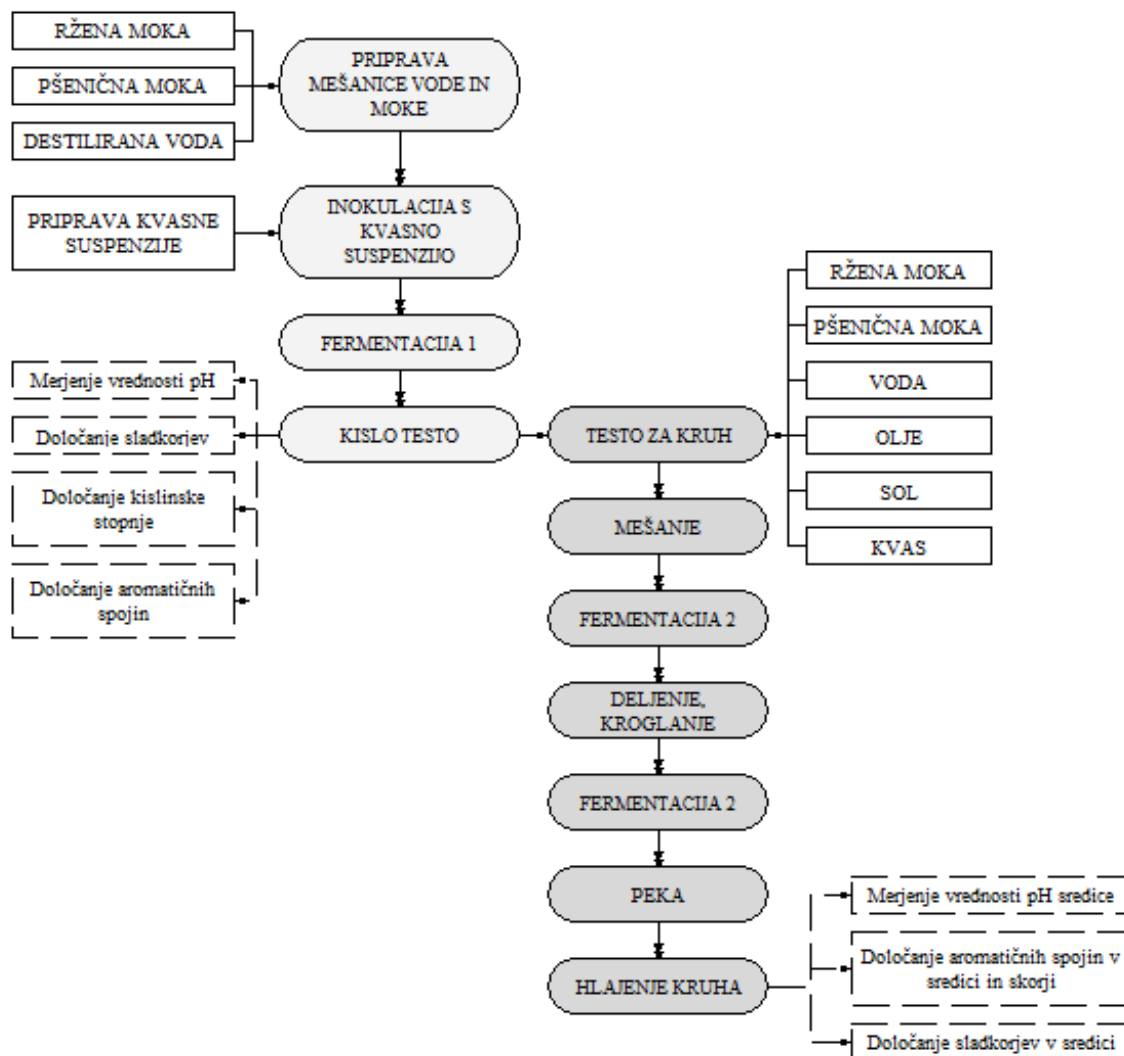 RŽENA MOKA
PŠENIČNA MOKA
DESTILIRANA VODA
PRIPRAVA
MEŠANICE VODE IN
MOKE
PRIPRAVA KVASNE
SUSPENZIJE
INOKULACIJA S
KVASNO
SUSPENZIJO
FERMENTACIJA 1
KISLO TESTO
Merjenje vrednosti pH
Določanje sladkorjev
Določanje kislinske
stopnje
Določanje aromatičnih
spojin
TESTO ZA KRUH
RŽENA MOKA
PŠENIČNA MOKA
VODA
OLJE
SOL
KVAS
MEŠANJE
FERMENTACIJA 2
DELJENJE,
KROGLANJE
FERMENTACIJA 2
PEKA
HLAJENJE KRUHA
Merjenje vrednosti pH sredice
Določanje aromatičnih spojin v
sredici in skorji
Določanje sladkorjev v sredici